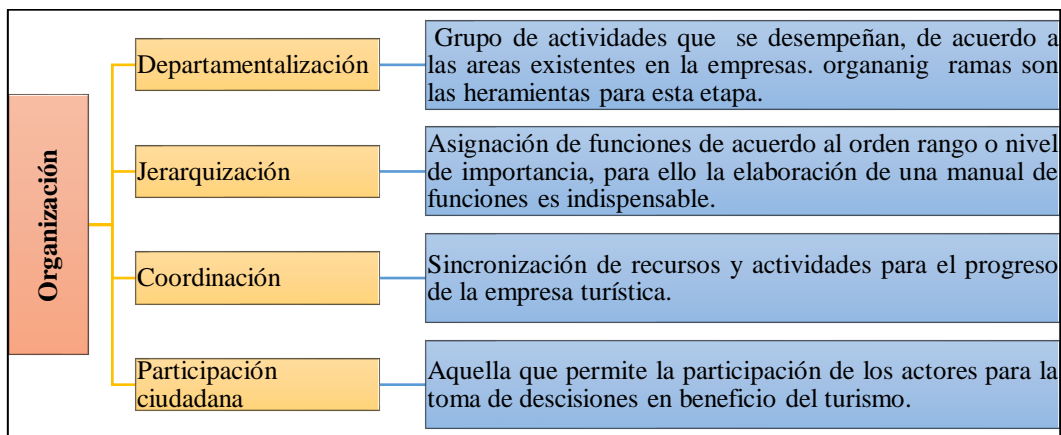 Organización
Departamentalización
Grupo de actividades que se desempeñan, de acuerdo a
las areas existentes en la empresas. organanig ramas son
las heramientas para esta etapa.
Jerarquización
Asignación de funciones de acuerdo al orden rango o nivel
de importancia, para ello la elaboración de una manual de
funciones es indispensable.
Coordinación
Sincronización de recursos y actividades para el progreso
de la empresa turística.
Participación
ciudadana
Aquella que permite la participación de los actores para la
toma de descisiones en beneficio del turismo.